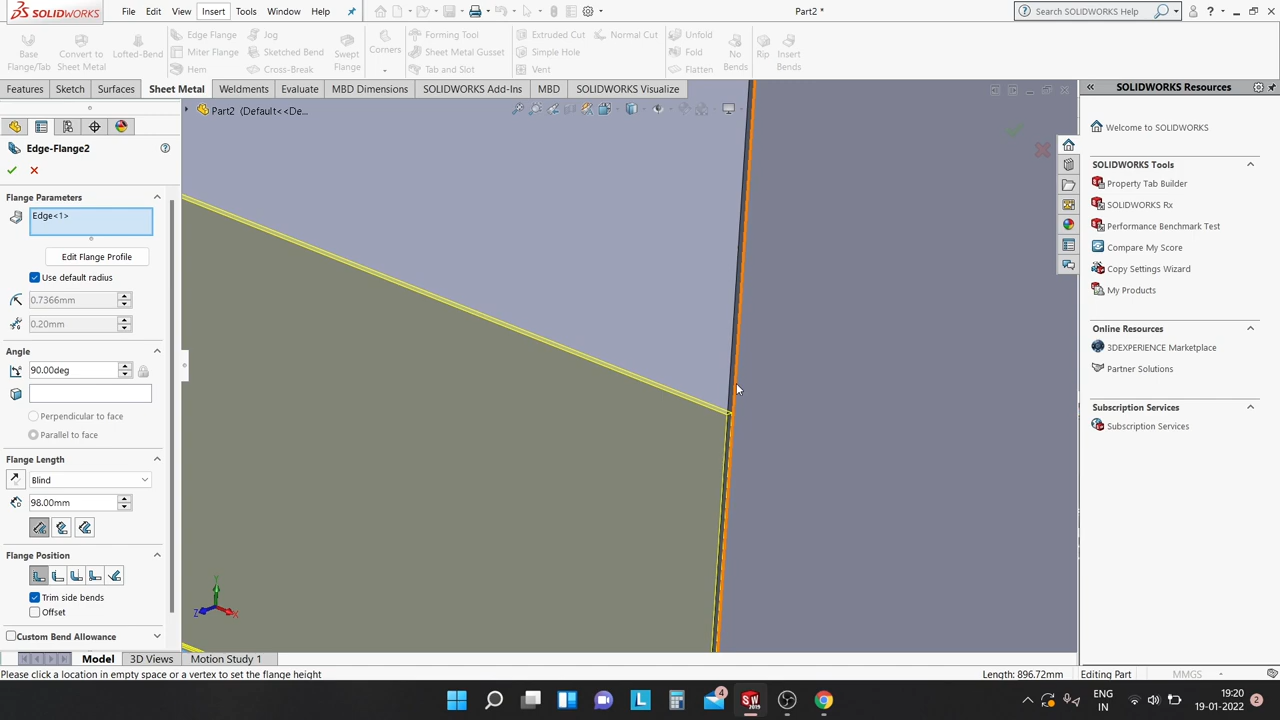 SOLIDWORKS
File
Edit
View
Insert
Tools
Window
Help
Part2 *
Search SOLIDWORKS Help
Base
Flange/Tab
Convert to
Sheet Metal
Lofted-Bend
Edge Flange
Miter Flange
Hem
Jog
Sketched Bend
Cross-Break
Swept
Flange
Corners
Forming Tool
Sheet Metal Gusset
Tab and Slot
Extruded Cut
Simple Hole
Vent
Normal Cut
Unfold
Fold
Flatten
No
Bends
Rip
Insert
Bends
Features
Sketch
Surfaces
Sheet Metal
Weldments
Evaluate
MBD Dimensions
SOLIDWORKS Add-Ins
MBD
SOLIDWORKS Visualize
SOLIDWORKS Resources
Part2 (Default<<De...
Edge-Flange2
Flange Parameters
Edge<1>
Edit Flange Profile
Use default radius
0.7366mm
0.20mm
Angle
90.00deg
Perpendicular to face
Parallel to face
Flange Length
Blind
98.00mm
Flange Position
Trim side bends
Offset
Custom Bend Allowance
Welcome to SOLIDWORKS
SOLIDWORKS Tools
Property Tab Builder
SOLIDWORKS Rx
Performance Benchmark Test
Compare My Score
Copy Settings Wizard
My Products
Online Resources
3DEXPERIENCE Marketplace
Partner Solutions
Subscription Services
Subscription Services
Y
Z
X
Model
3D Views
Motion Study 1
Please click a location in empty space or a vertex to set the flange height
Length: 896.72mm
Editing Part
MMGS
4
SW
2019
L
ENG
IN
19:20
19-01-2022
2